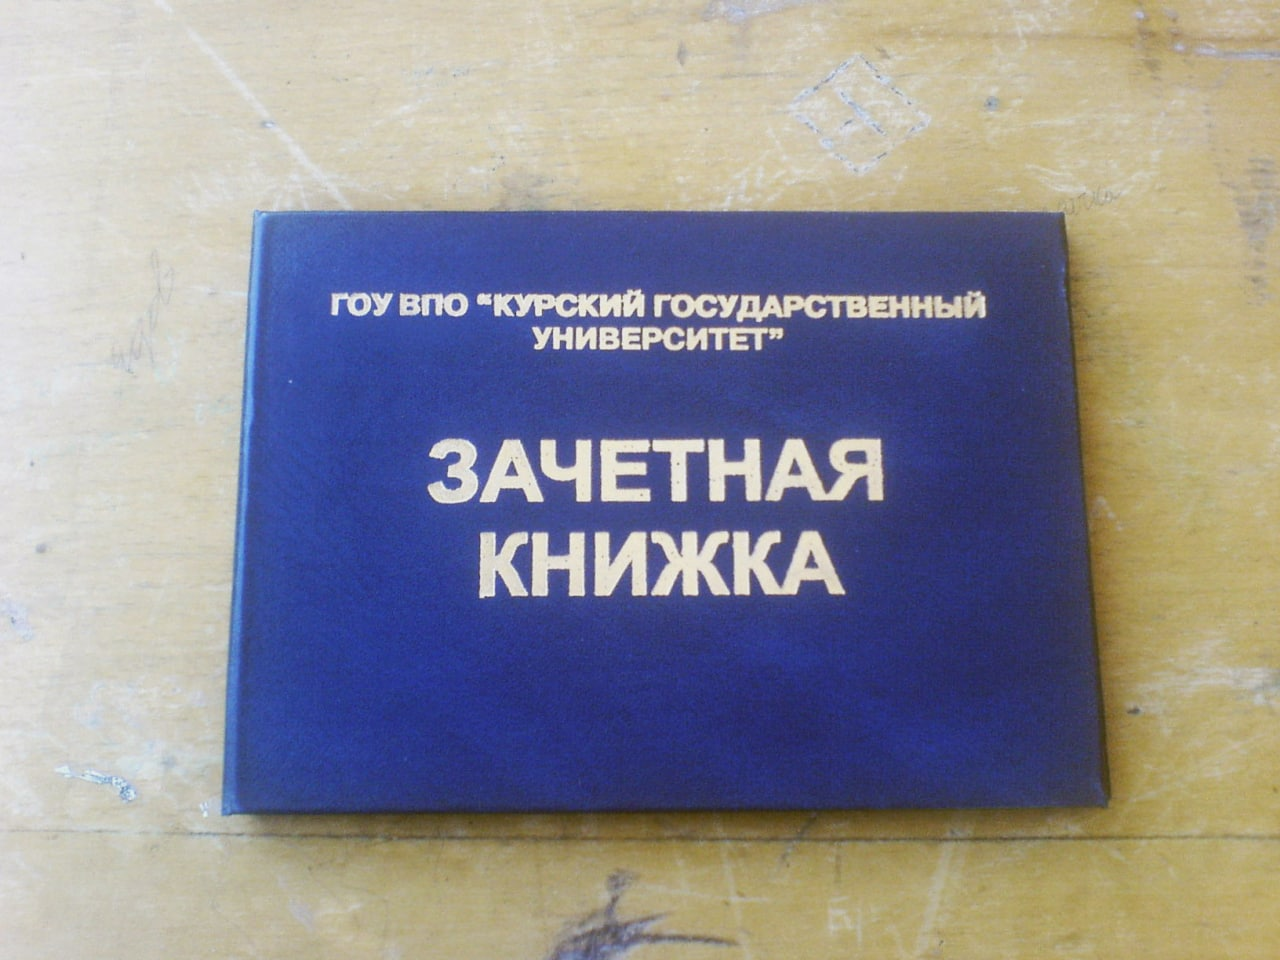 ГОУ ВПО “КУРСКИЙ ГОСУДАРСТВЕННЫЙ
УНИВЕРСИТЕТ”
ЗАЧЕТНАЯ
КНИЖКА